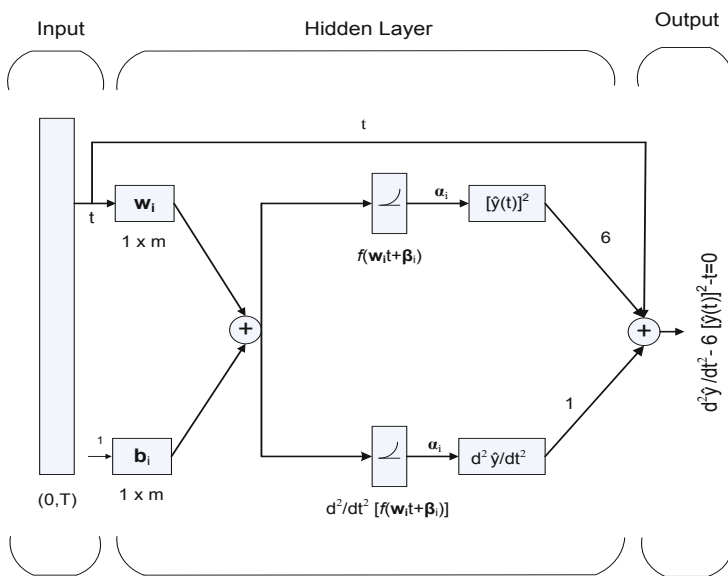 Input
Hidden Layer
Output
t
t
wᵢ
1 x m
f(wᵢt+βᵢ)
αᵢ
[ŷ(t)]²
6
+
+
1
bᵢ
1 x m
(0,T)
d²/dt² [f(wᵢt+βᵢ)]
αᵢ
d² ŷ/dt²
1
d²ŷ/dt²- 6 [ŷ(t)]²-t=0